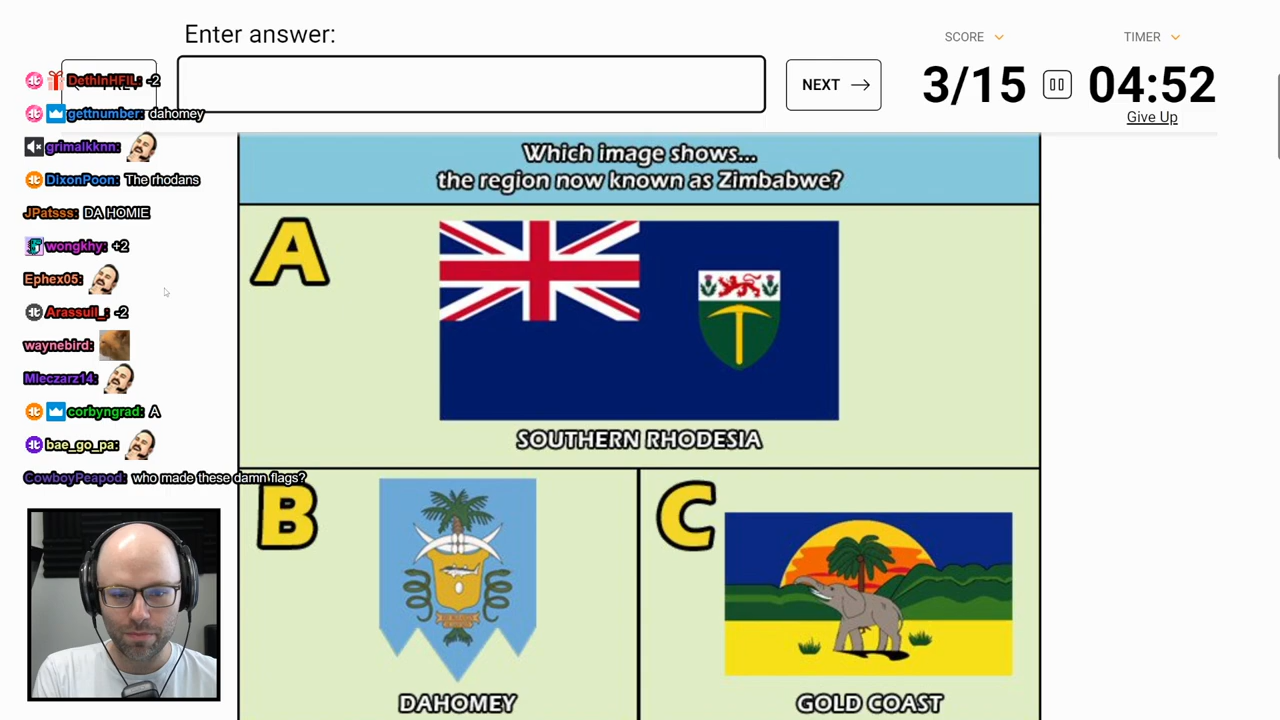 Enter answer:
SCORE
TIMER
NEXT
3/15
04:52
Give Up
DethInHFIL: -2
gettnumber: dahomey
grimalkknn:
DixonPoon: The rhodans
JPatsss: DA HOMIE
wongkhy: +2
Ephex05:
Arassuil_: -2
waynebird:
Mleczarz14:
corbyngrad: A
bae_go_pa:
CowboyPeapod: who made these damn flags?
Which image shows...
the region now known as Zimbabwe?
A
SOUTHERN RHODESIA
B
DAHOMEY
C
GOLD COAST